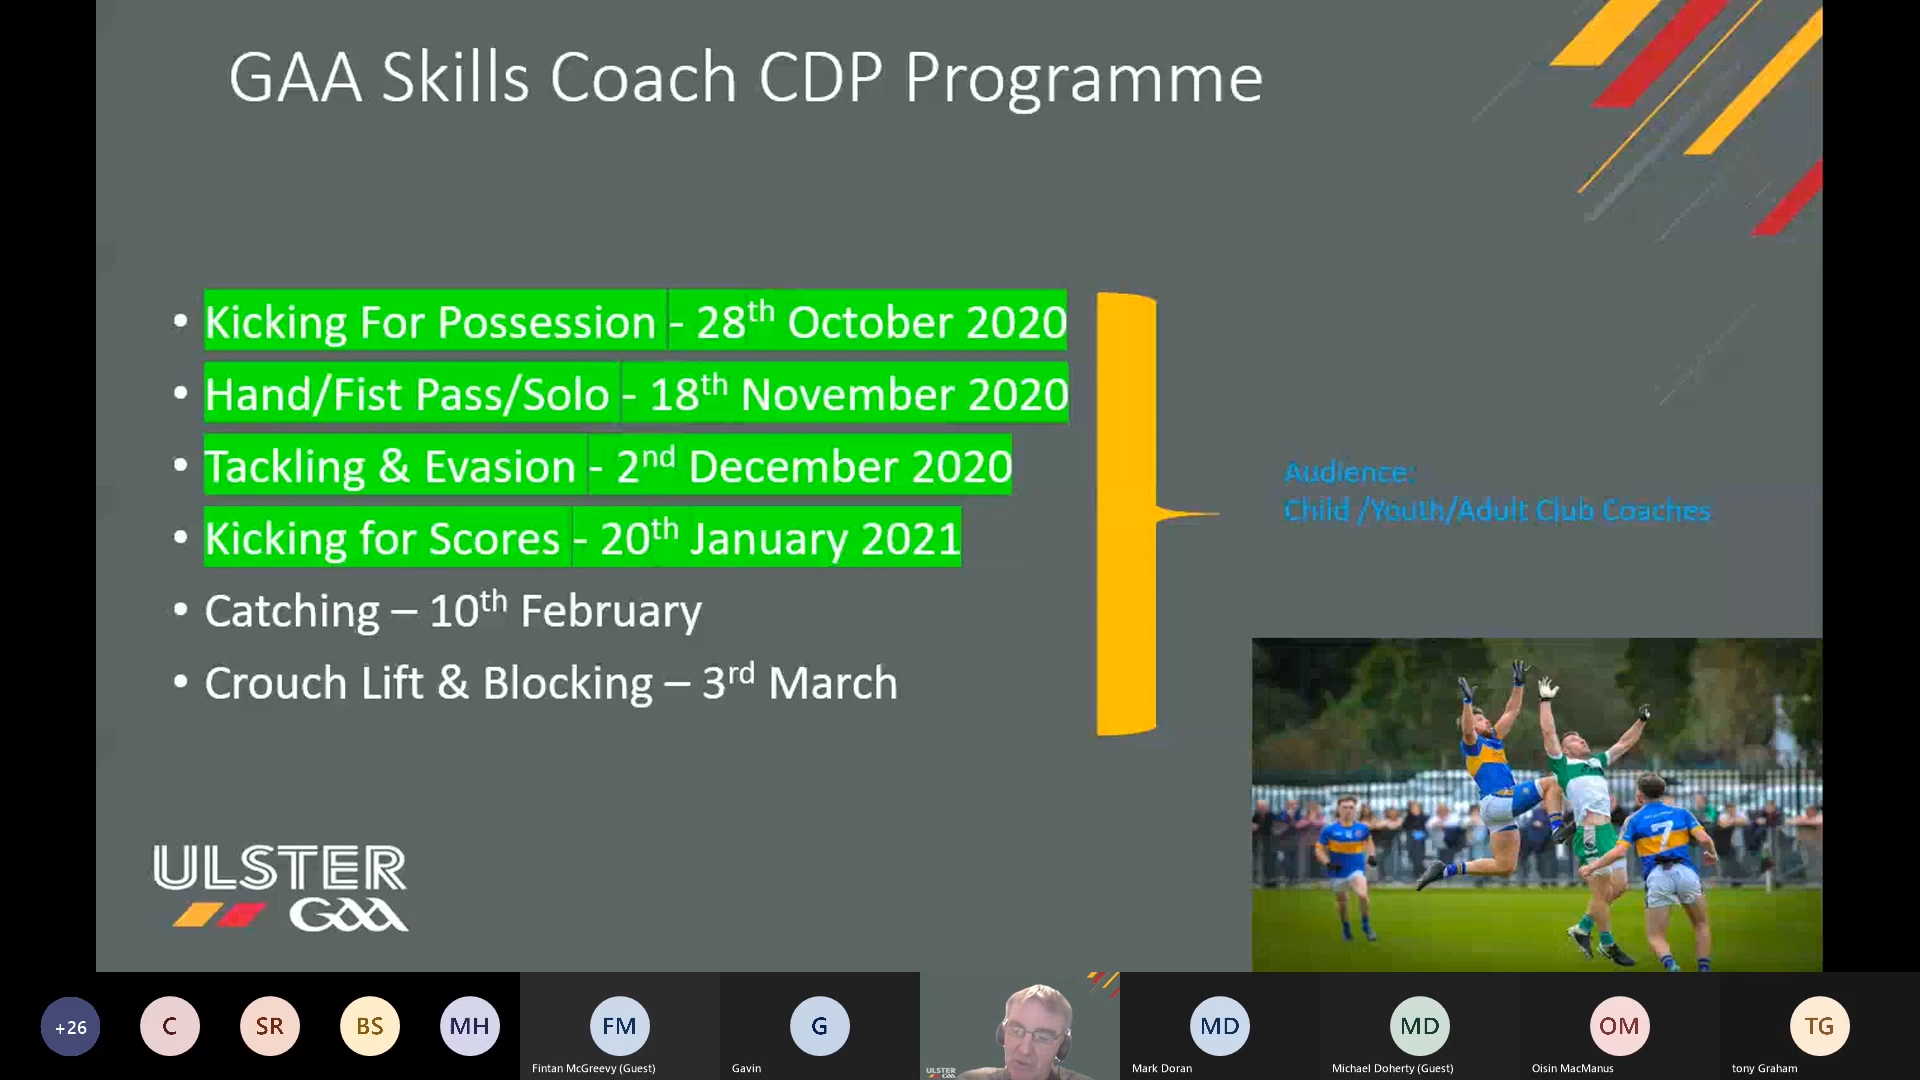 GAA Skills Coach CDP Programme
• Kicking For Possession - 28th October 2020
• Hand/Fist Pass/Solo - 18th November 2020
• Tackling & Evasion - 2nd December 2020
• Kicking for Scores - 20th January 2021
• Catching – 10th February
• Crouch Lift & Blocking – 3rd March
Audience:
Child /Youth/Adult Club Coaches
7
ULSTER
GAA
+26
C
SR
BS
MH
FM
Fintan McGreevy (Guest)
G
Gavin
ULSTER
GAA
MD
Mark Doran
MD
Michael Doherty (Guest)
OM
Oisin MacManus
TG
tony Graham